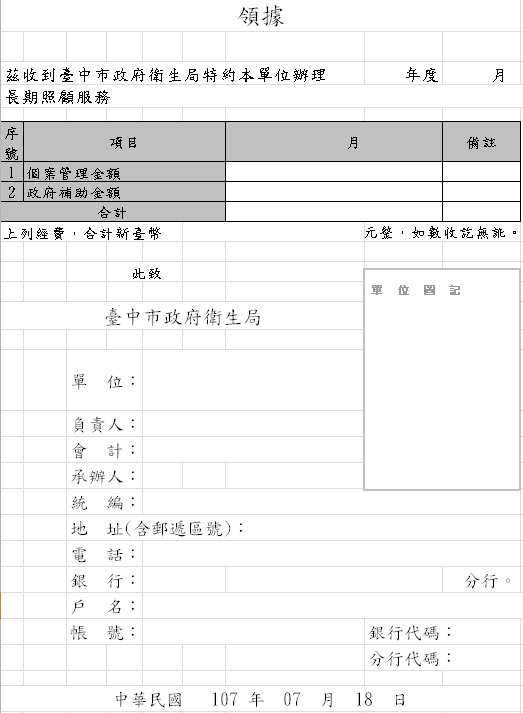 領據
茲收到臺中市政府衛生局特約本單位辦理 年度 月
長期照顧服務
序號 項目 月 備註
1 個案管理金額
2 政府補助金額
合計
上列經費，合計新臺幣 元整，如數收訖無訛。
此致
單位圖記
臺中市政府衛生局
單 位：
負責人：
會 計：
承辦人：
統 編：
地 址(含郵遞區號)：
電 話：
銀 行： 分行。
戶 名：
帳 號： 銀行代碼：
分行代碼：
中華民國 107 年 07 月 18 日